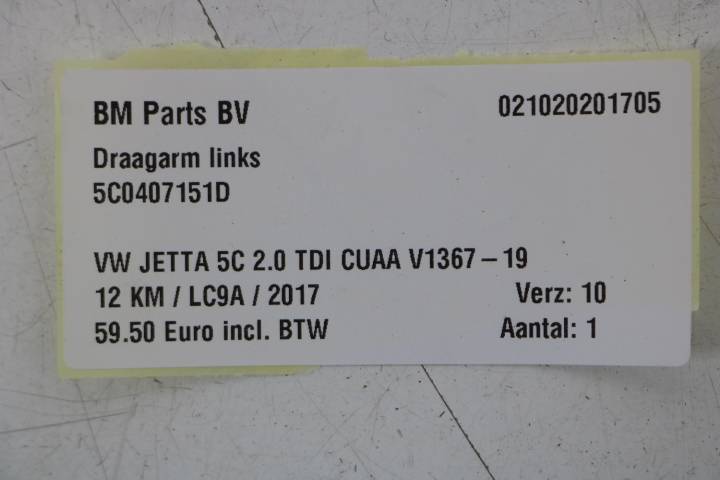 BM Parts BV 021020201705
Draagarm links
5C0407151D
VW JETTA 5C 2.0 TDI CUAA V1367 – 19
12 KM / LC9A / 2017 Verz: 10
59.50 Euro incl. BTW Aantal: 1